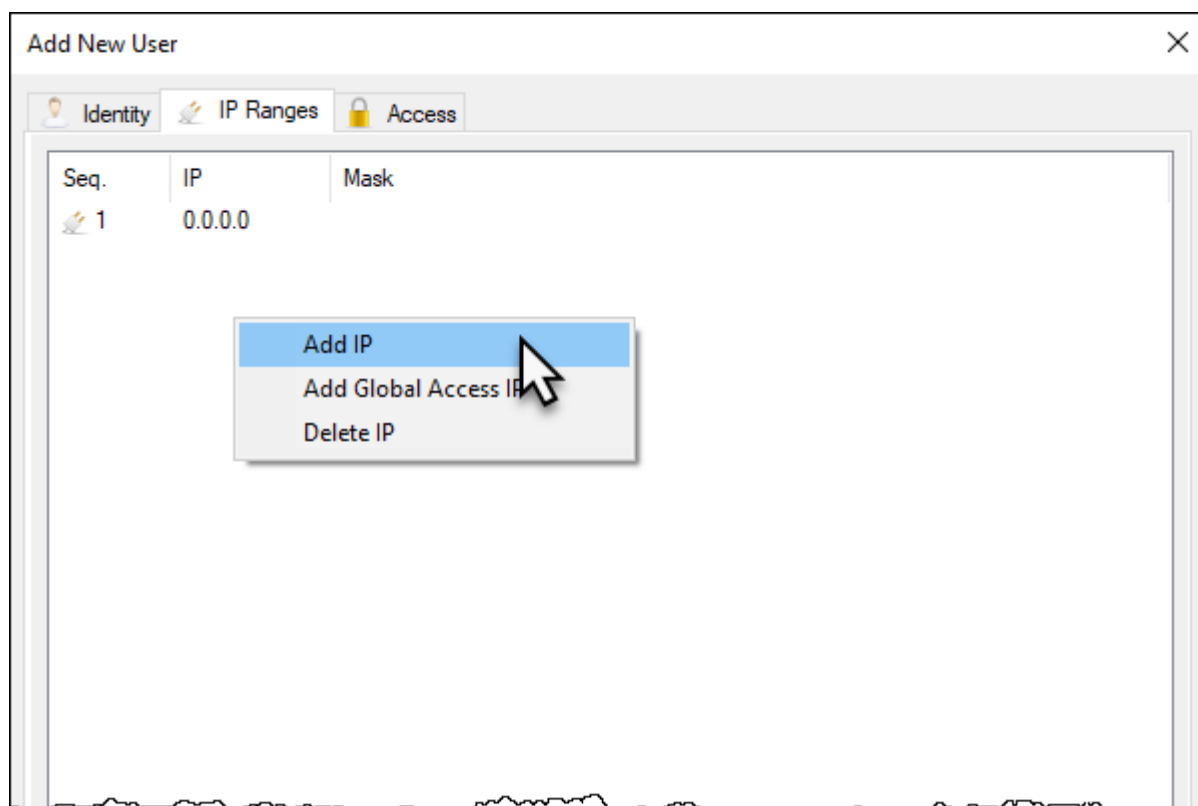 Add New User
Identity IP Ranges Access
Seq. IP Mask
1 0.0.0.0
Add IP
Add Global Access IP
Delete IP